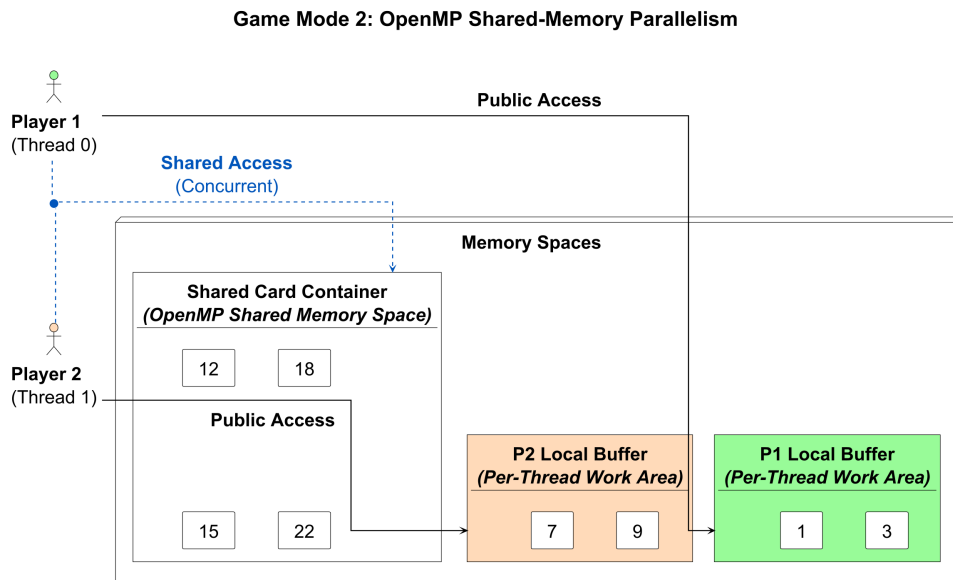 Game Mode 2: OpenMP Shared-Memory Parallelism
Public Access
Player 1
(Thread 0)
Shared Access
(Concurrent)
Memory Spaces
Shared Card Container
(OpenMP Shared Memory Space)
12
18
Player 2
(Thread 1)
Public Access
P2 Local Buffer
(Per-Thread Work Area)
P1 Local Buffer
(Per-Thread Work Area)
15
22
7
9
1
3